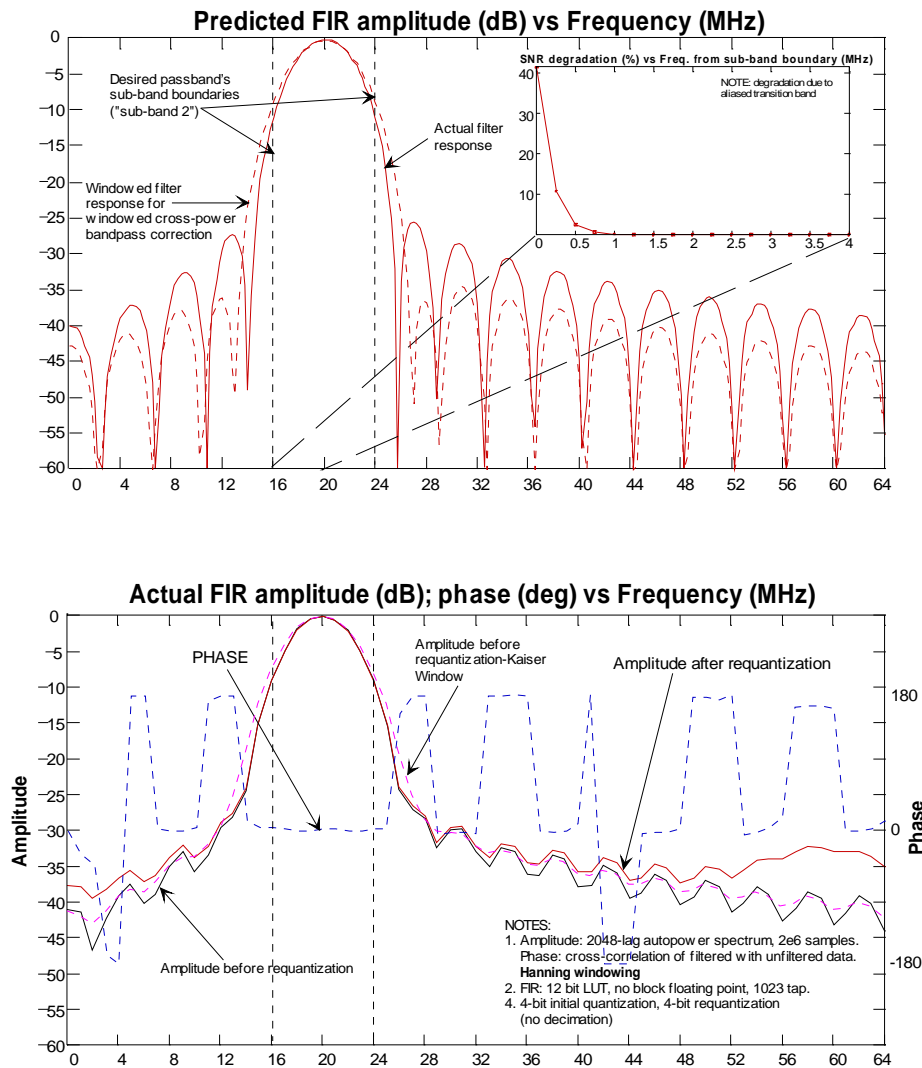 Predicted FIR amplitude (dB) vs Frequency (MHz)
0
−5
−10
−15
−20
−25
−30
−35
−40
−45
−50
−55
−60
0 4 8 12 16 20 24 28 32 36 40 44 48 52 56 60 64
Desired passband's
sub-band boundaries
("sub-band 2")
Windowed filter
response for
windowed cross-power
bandpass correction
Actual filter
response
SNR degradation (%) vs Freq. from sub-band boundary (MHz)
NOTE: degradation due to
aliased transition band
40
30
20
10
0 0.5 1 1.5 2 2.5 3 3.5 4
Actual FIR amplitude (dB); phase (deg) vs Frequency (MHz)
0
−5
−10
−15
−20
−25
−30
−35
−40
−45
−50
−55
−60
Amplitude
PHASE
Amplitude before
requantization-Kaiser
Window
Amplitude after requantization
Amplitude before requantization
180
0
-180
Phase
NOTES:
1. Amplitude: 2048-lag autopower spectrum, 2e6 samples.
Phase: cross-correlation of filtered with unfiltered data.
Hanning windowing
2. FIR: 12 bit LUT, no block floating point, 1023 tap.
4. 4-bit initial quantization, 4-bit requantization
(no decimation)
0 4 8 12 16 20 24 28 32 36 40 44 48 52 56 60 64